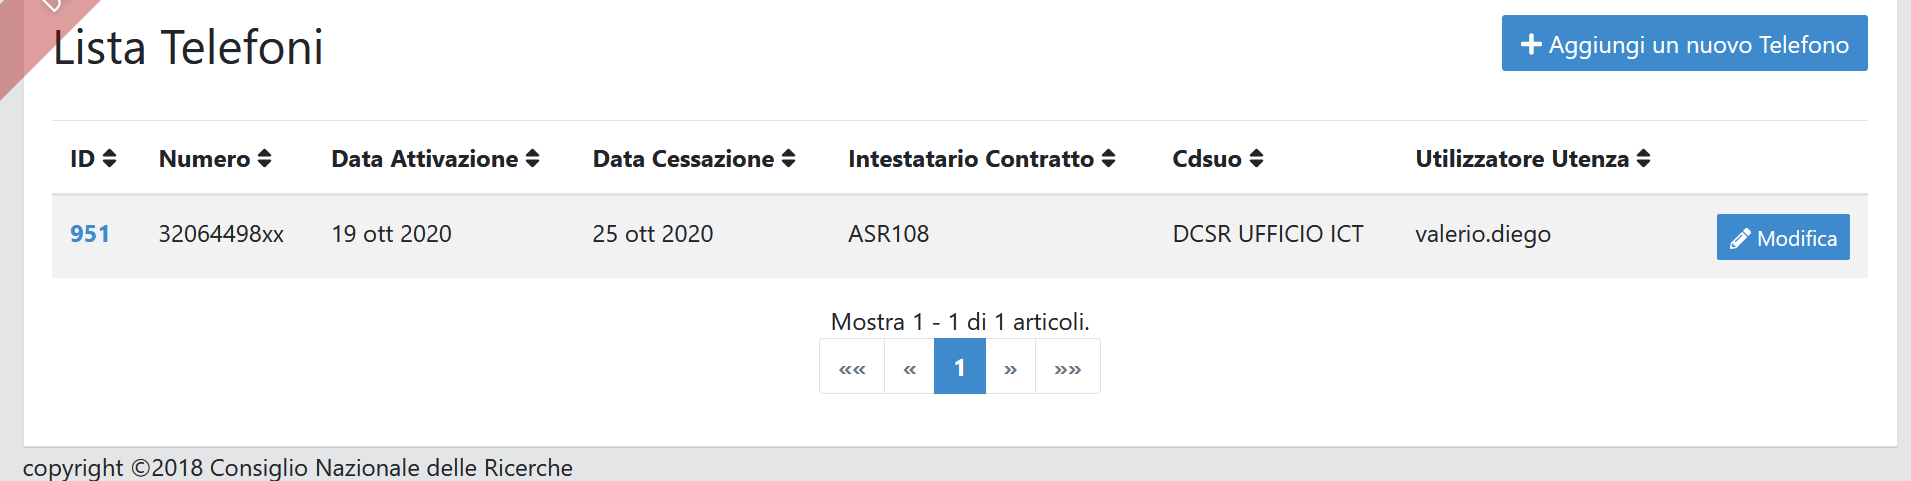 Lista Telefoni
Aggiungi un nuovo Telefono
ID Numero Data Attivazione Data Cessazione Intestatario Contratto Cdsuo Utilizzatore Utenza
951 32064498xx 19 ott 2020 25 ott 2020 ASR108 DCSR UFFICIO ICT valerio.diego Modifica
Mostra 1 - 1 di 1 articoli.
«« « 1 » »»
copyright ©2018 Consiglio Nazionale delle Ricerche